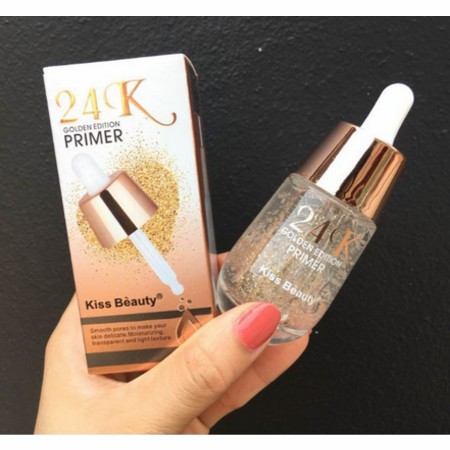 24K
GOLDEN EDITION
PRIMER
Kiss Beauty®
Smooth pores to make your
skin delicate. Moisturizing,
transparent and light texture.
24K
GOLDEN EDITION
PRIMER
Kiss Beauty